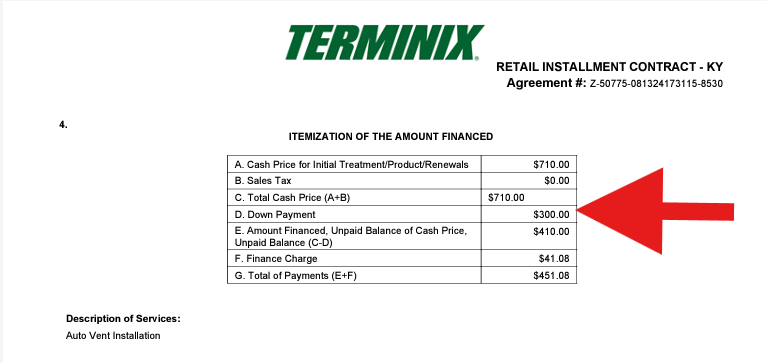 TERMINIX®
RETAIL INSTALLMENT CONTRACT - KY
Agreement #: Z-50775-081324173115-8530
4.
ITEMIZATION OF THE AMOUNT FINANCED
A. Cash Price for Initial Treatment/Product/Renewals $710.00
B. Sales Tax $0.00
C. Total Cash Price (A+B) $710.00
D. Down Payment $300.00
E. Amount Financed, Unpaid Balance of Cash Price, $410.00
Unpaid Balance (C-D)
F. Finance Charge $41.08
G. Total of Payments (E+F) $451.08
Description of Services:
Auto Vent Installation